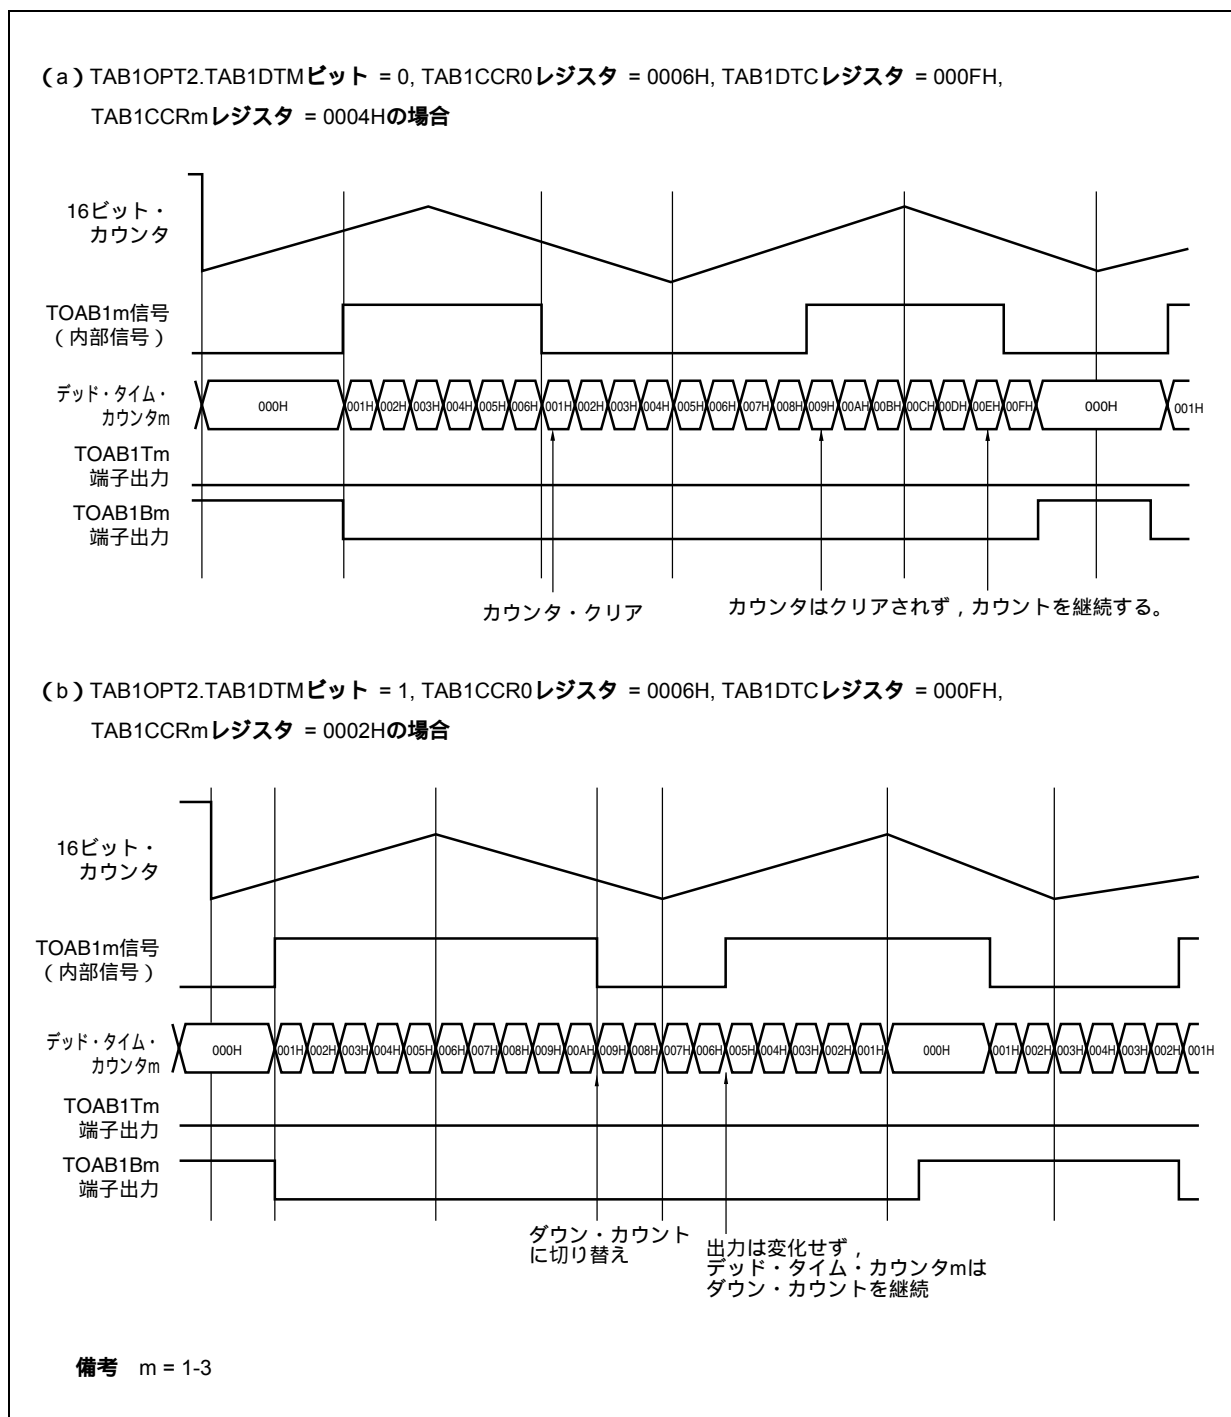 (a) TAB1OPT2.TAB1DTMビット = 0, TAB1CCR0レジスタ = 0006H, TAB1DTCレジスタ = 000FH,
TAB1CCRmレジスタ = 0004Hの場合
16ビット・
カウンタ
TOAB1m信号
(内部信号)
デッド・タイム・
カウンタm
000H 001H 002H 003H 004H 005H 006H 001H 002H 003H 004H 005H 006H 007H 008H 009H 00AH 00BH 00CH 00DH 00EH 00FH 000H 001H
TOAB1Tm
端子出力
TOAB1Bm
端子出力
カウンタ・クリア
カウンタはクリアされず,カウントを継続する。
(b) TAB1OPT2.TAB1DTMビット = 1, TAB1CCR0レジスタ = 0006H, TAB1DTCレジスタ = 000FH,
TAB1CCRmレジスタ = 0002Hの場合
16ビット・
カウンタ
TOAB1m信号
(内部信号)
デッド・タイム・
カウンタm
000H 001H 002H 003H 004H 005H 006H 007H 008H 009H 00AH 009H 008H 007H 006H 005H 004H 003H 002H 001H 000H 001H 002H 003H 004H 003H 002H 001H
TOAB1Tm
端子出力
TOAB1Bm
端子出力
ダウン・カウント
に切り替え
出力は変化せず,
デッド・タイム・カウンタmは
ダウン・カウントを継続
備考 m = 1-3